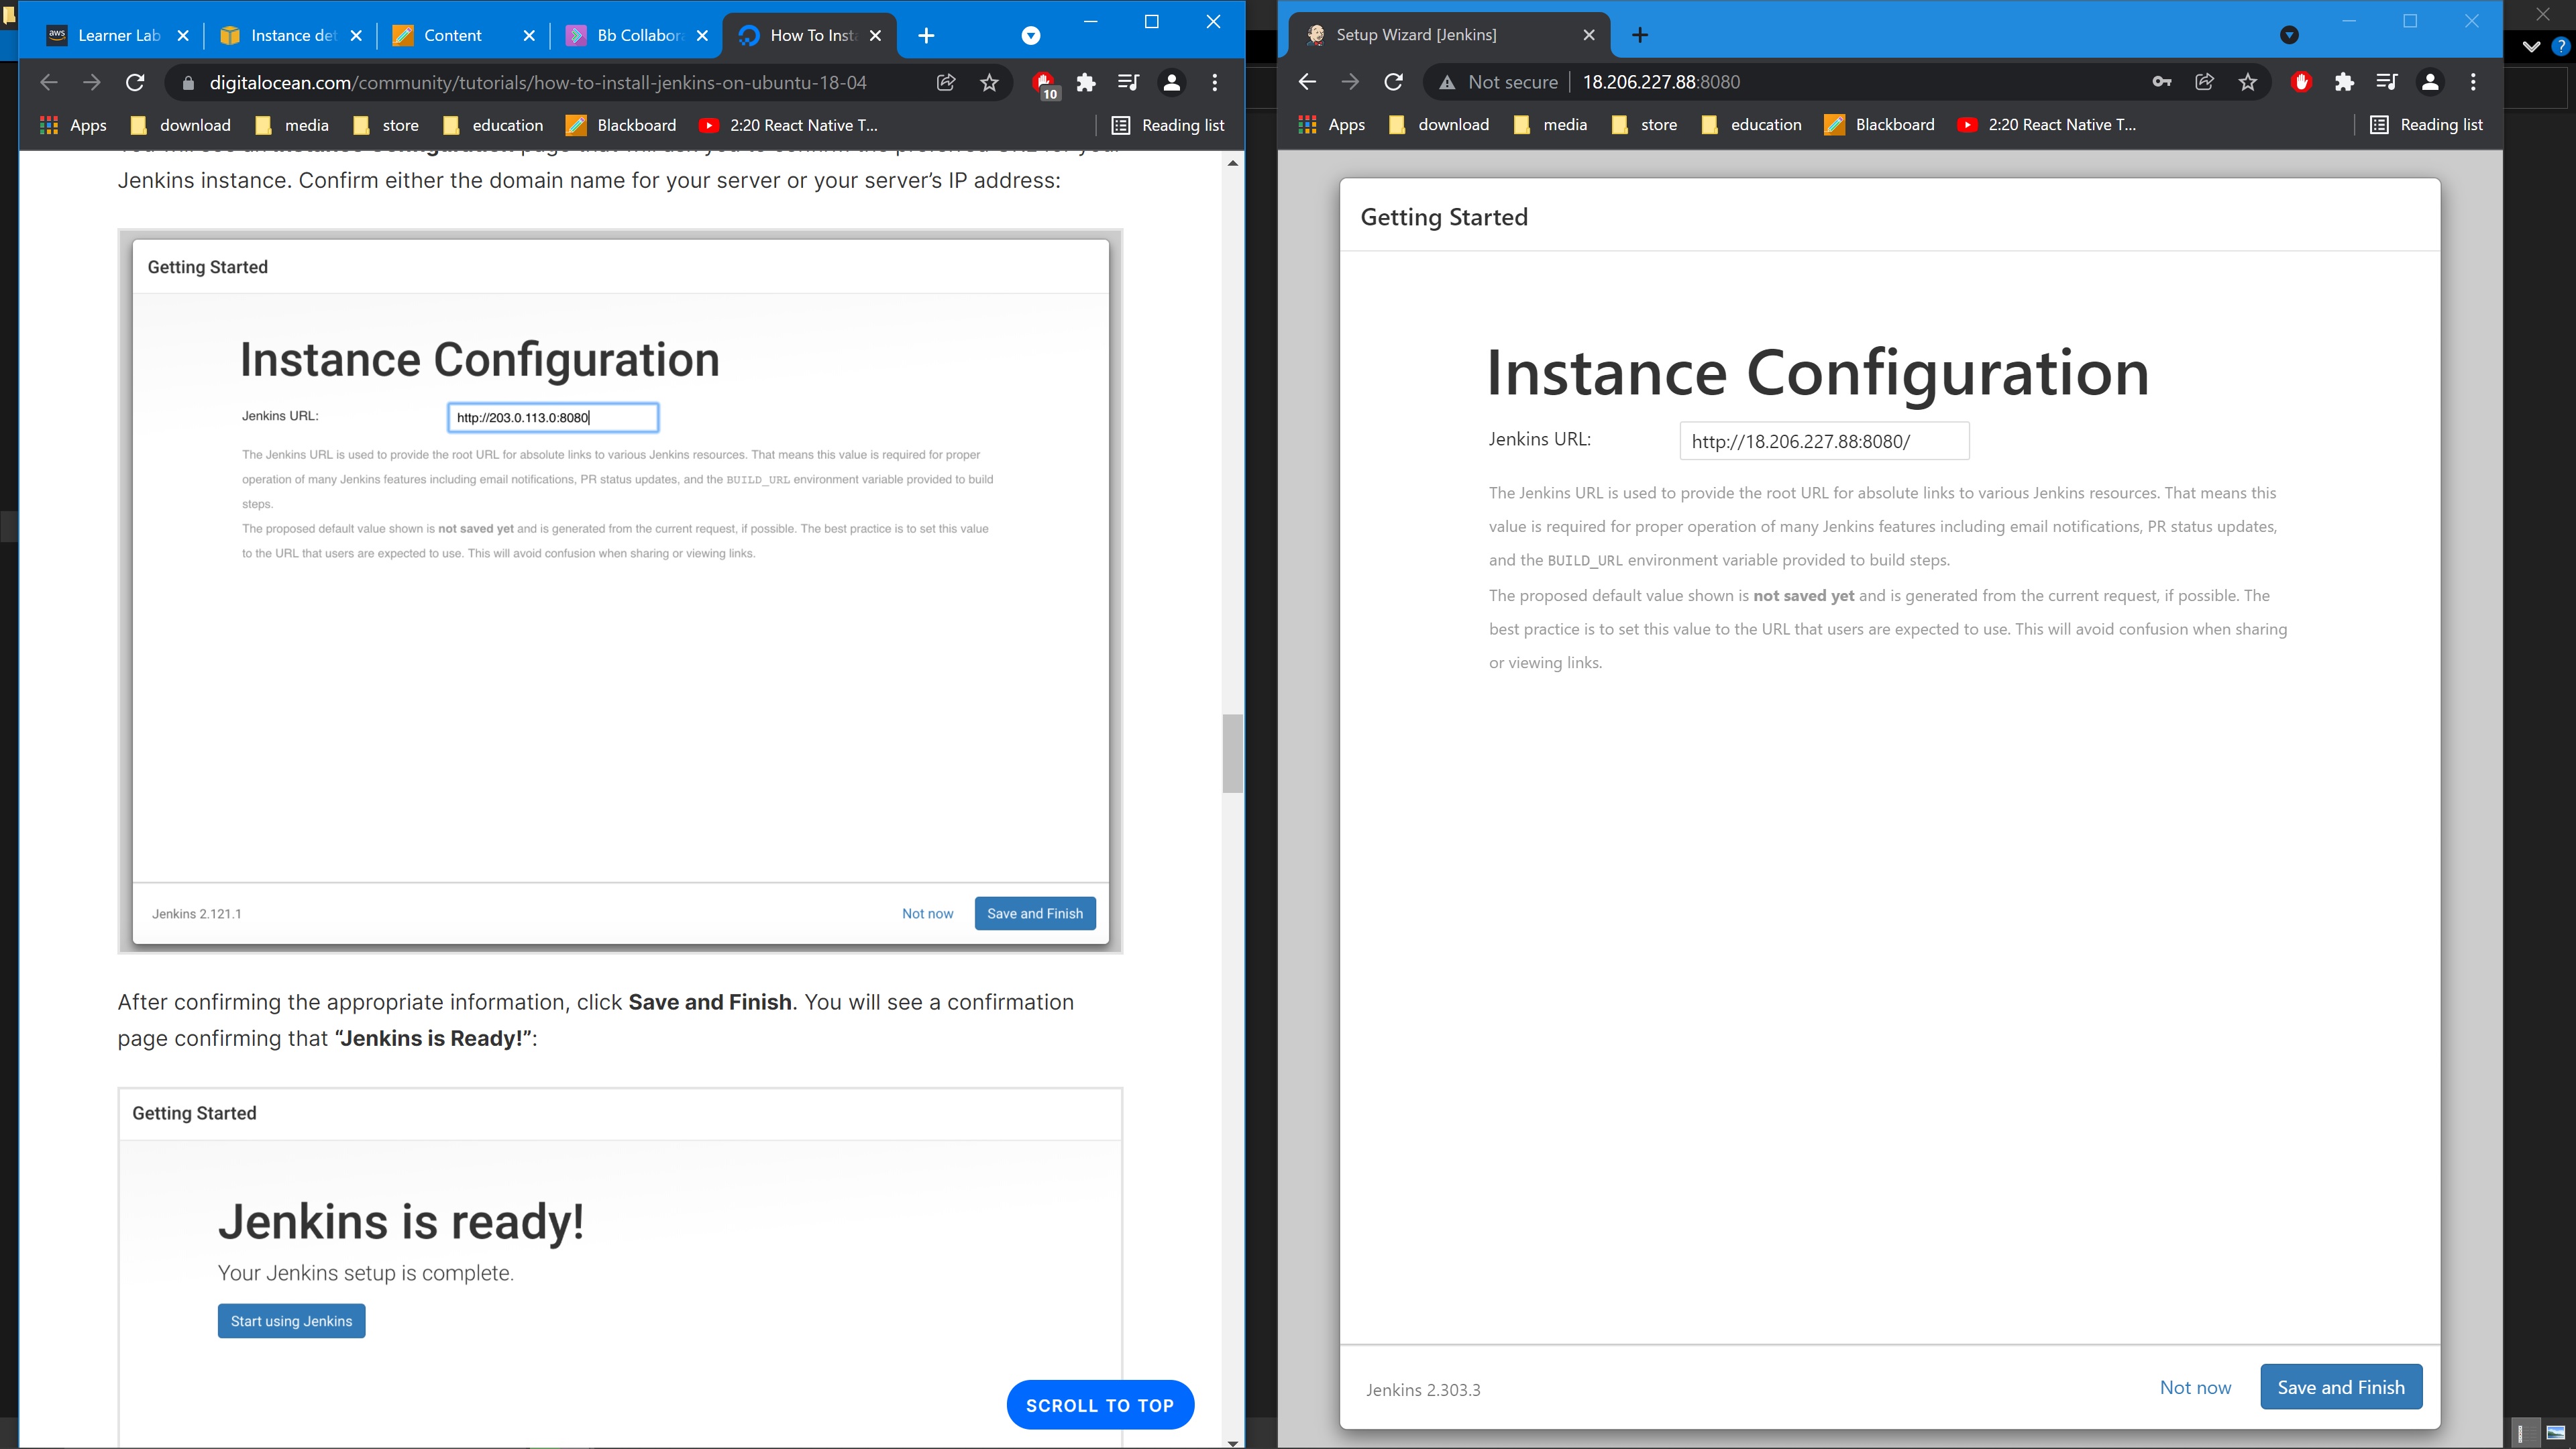 Learner Lab
Instance det
Content
Bb Collabor
How To Inst
digitalocean.com/community/tutorials/how-to-install-jenkins-on-ubuntu-18-04
10
Apps
download
media
store
education
Blackboard
2:20 React Native T...
Reading list
Jenkins instance. Confirm either the domain name for your server or your server's IP address:
Getting Started
Instance Configuration
Jenkins URL:
http://203.0.113.0:8080
The Jenkins URL is used to provide the root URL for absolute links to various Jenkins resources. That means this value is required for proper
operation of many Jenkins features including email notifications, PR status updates, and the BUILD_URL environment variable provided to build
steps.
The proposed default value shown is not saved yet and is generated from the current request, if possible. The best practice is to set this value
to the URL that users are expected to use. This will avoid confusion when sharing or viewing links.
Jenkins 2.121.1
Not now
Save and Finish
After confirming the appropriate information, click Save and Finish. You will see a confirmation
page confirming that “Jenkins is Ready!”:
Getting Started
Jenkins is ready!
Your Jenkins setup is complete.
Start using Jenkins
SCROLL TO TOP
Setup Wizard [Jenkins]
Not secure
18.206.227.88:8080
Apps
download
media
store
education
Blackboard
2:20 React Native T...
Reading list
Getting Started
Instance Configuration
Jenkins URL:
http://18.206.227.88:8080/
The Jenkins URL is used to provide the root URL for absolute links to various Jenkins resources. That means this
value is required for proper operation of many Jenkins features including email notifications, PR status updates,
and the BUILD_URL environment variable provided to build steps.
The proposed default value shown is not saved yet and is generated from the current request, if possible. The
best practice is to set this value to the URL that users are expected to use. This will avoid confusion when sharing
or viewing links.
Jenkins 2.303.3
Not now
Save and Finish